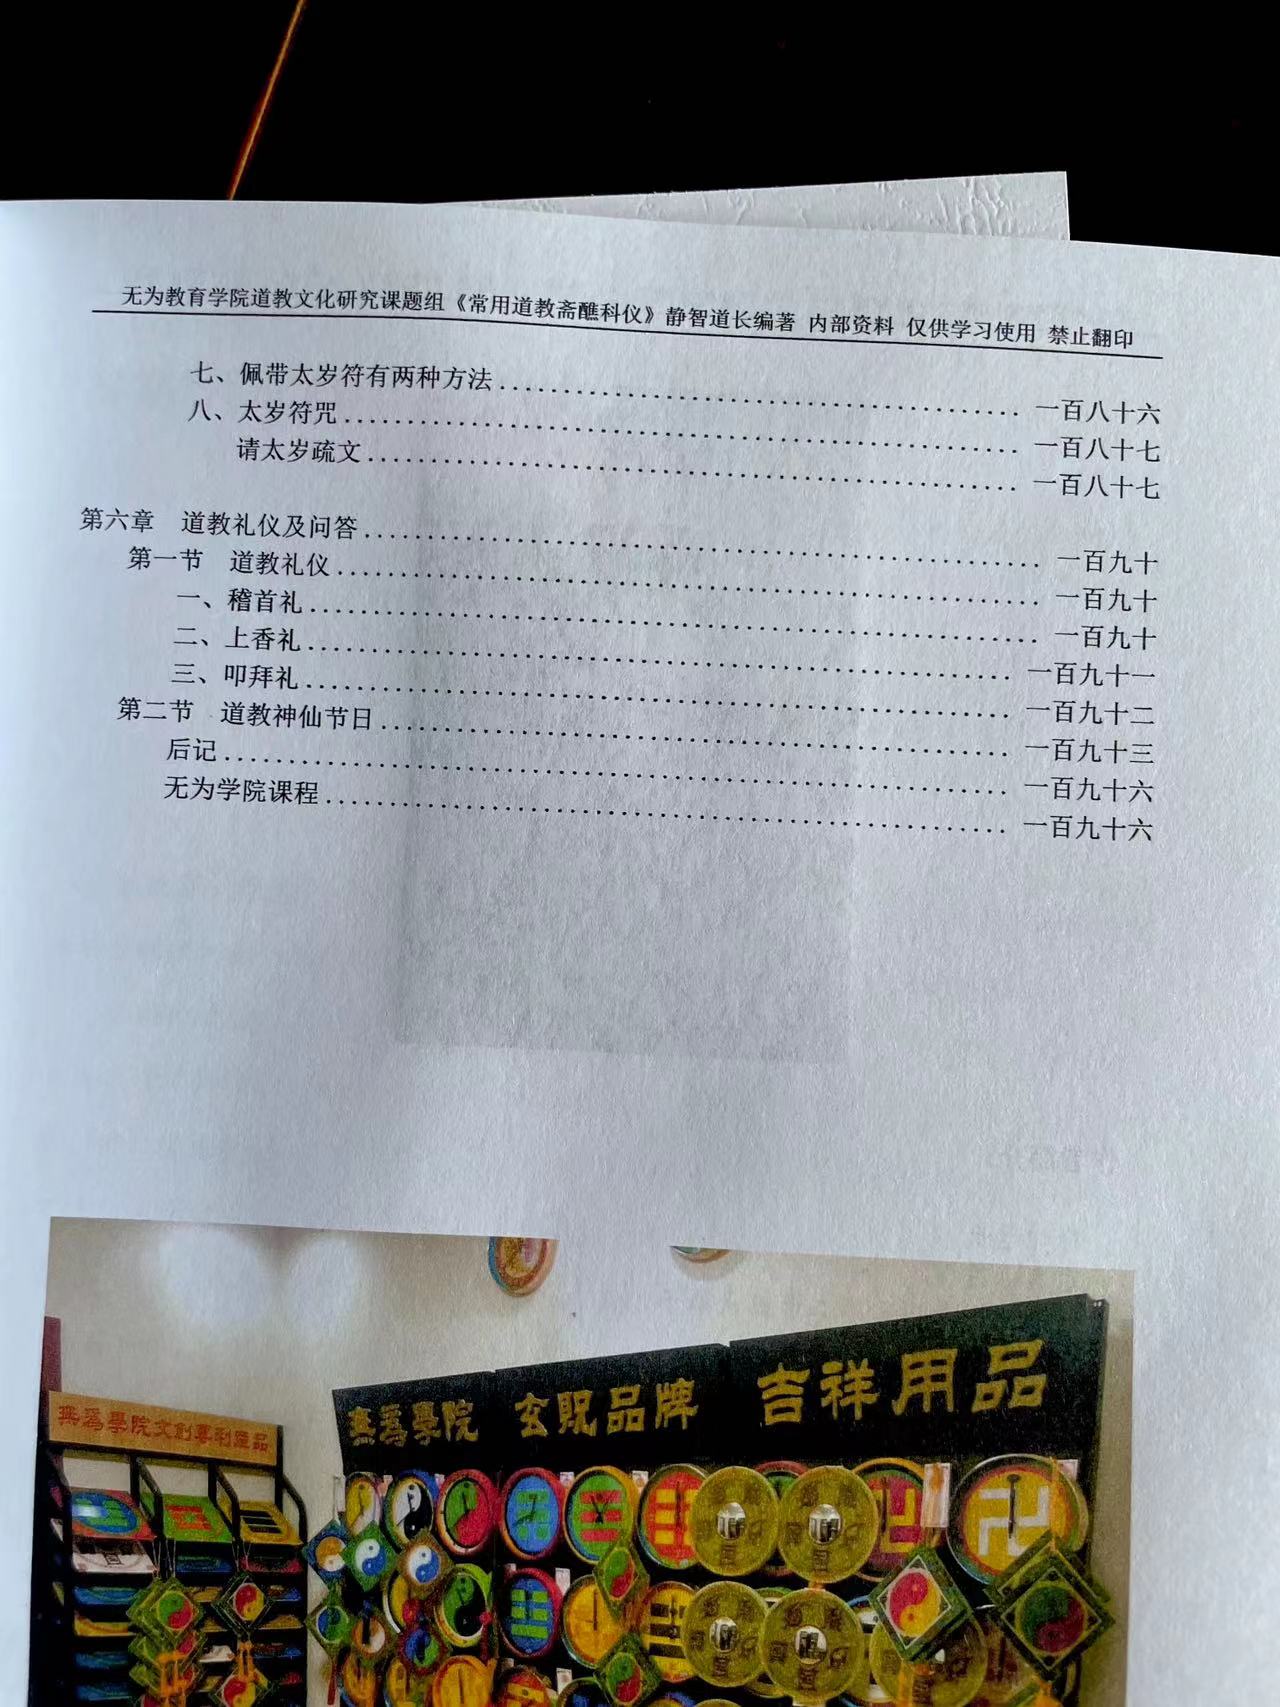 无为教育学院道教文化研究课题组《常用道教斋醮科仪》静智道长编著 内部资料 仅供学习使用 禁止翻印
七、佩带太岁符有两种方法 一百八十六
八、太岁符咒 一百八十七
请太岁疏文 一百八十七
第六章 道教礼仪及问答 一百九十
第一节 道教礼仪 一百九十
一、稽首礼 一百九十
二、上香礼 一百九十一
三、叩拜礼 一百九十二
第二节 道教神仙节日 一百九十三
后记 一百九十六
无为学院课程 一百九十六
無為學院文創專利產品
無為學院 玄貺品牌 吉祥用品